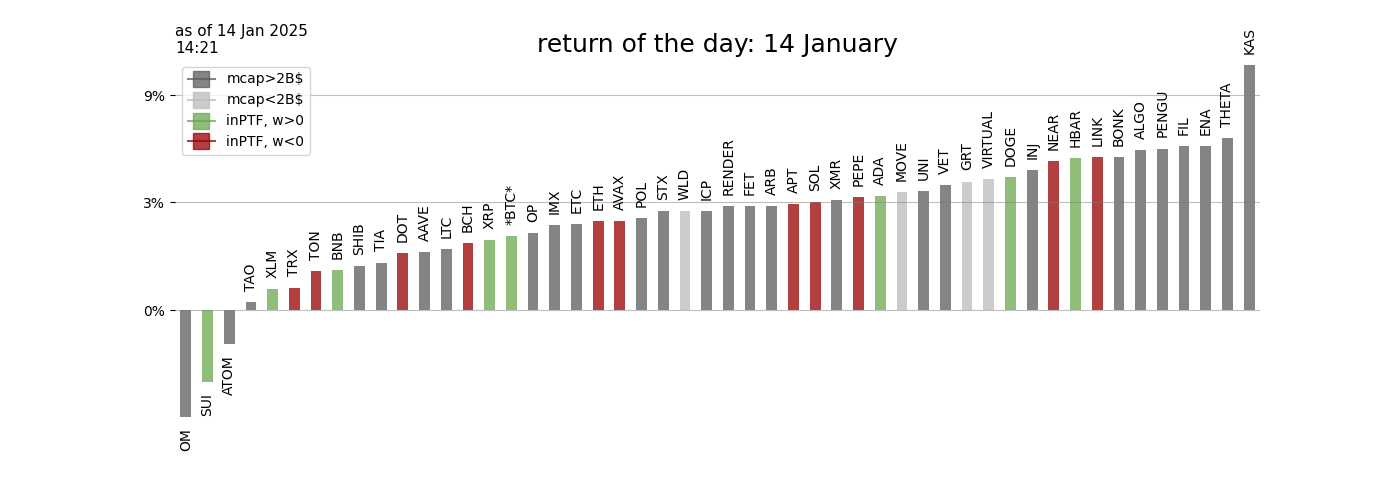 as of 14 Jan 2025
14:21
return of the day: 14 January
mcap>2B$
mcap<2B$
inPTF, w>0
inPTF, w<0
9%
3%
0%
OM
SUI
ATOM
TAO
XLM
TRX
TON
BNB
SHIB
TIA
DOT
AAVE
LTC
BCH
XRP
*BTC*
OP
IMX
ETC
ETH
AVAX
POL
STX
WLD
ICP
RENDER
FET
ARB
APT
SOL
XMR
PEPE
ADA
MOVE
UNI
VET
GRT
VIRTUAL
DOGE
INJ
NEAR
HBAR
LINK
BONK
ALGO
PENGU
FIL
ENA
THETA
KAS